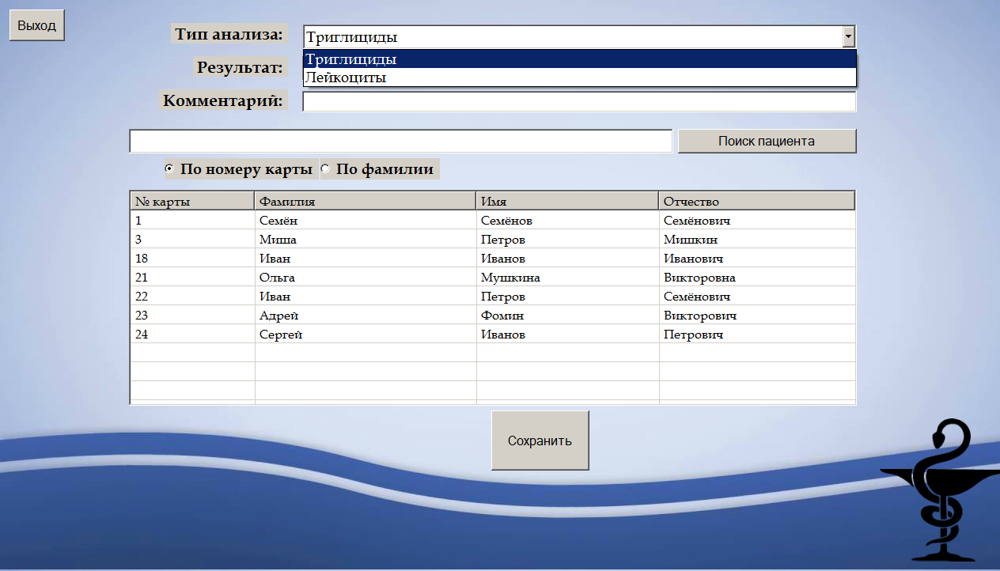 Выход
Тип анализа: Триглициды
Триглициды
Результат:
Лейкоциты
Комментарий:
Поиск пациента
По номеру карты По фамилии
№ карты Фамилия Имя Отчество
1 Семён Семёнов Семёнович
3 Миша Петров Мишкин
18 Иван Иванов Иванович
21 Ольга Мушкина Викторовна
22 Иван Петров Семёнович
23 Адрей Фомин Викторович
24 Сергей Иванов Петрович
Сохранить